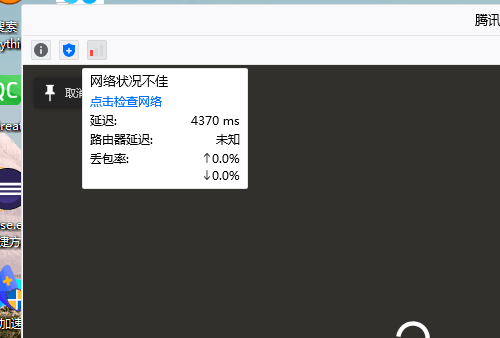 腾讯
搜索
ythi
QC
reat
取消
网络状况不佳
点击检查网络
延迟: 4370 ms
路由器延迟: 未知
丢包率: ↑0.0%
↓0.0%
se.e
捷方
加速